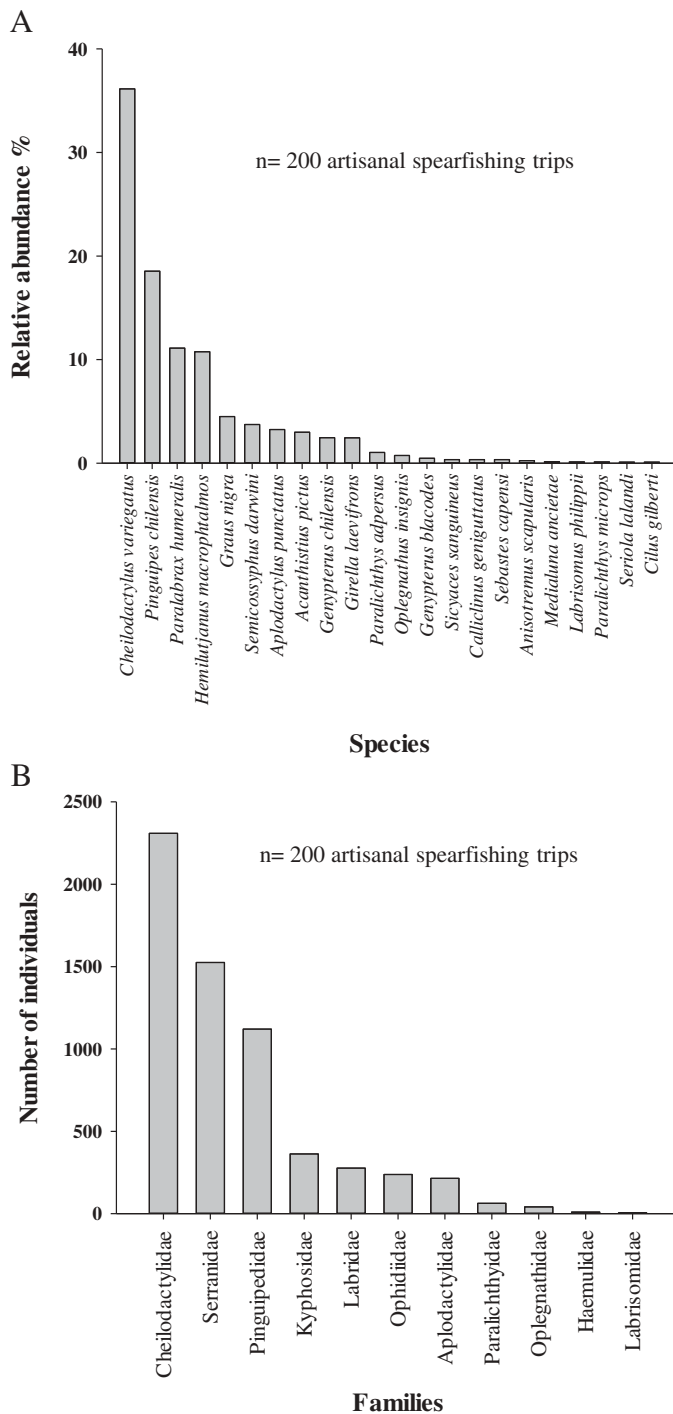 A
40
30
20
10
0
Relative abundance %
n= 200 artisanal spearfishing trips
Cheilodactylus variegatus
Pinguipes chilensis
Paralabrax humeralis
Hemilutjanus macrophtalmos
Graus nigra
Semicossyphus darwini
Aplodactylus punctatus
Acanthistius pictus
Genypterus chilensis
Girella laevifrons
Paralichthys adpersus
Oplegnathus insignis
Genypterus blacodes
Sicyaces sanguineus
Calliclinus geniguttatus
Sebastes capensi
Anisotremus scapularis
Medialuna ancietae
Labrisomus philippii
Paralichthys microps
Seriola lalandi
Cilus gilberti
Species
B
2500
2000
1500
1000
500
0
Number of individuals
n= 200 artisanal spearfishing trips
Cheilodactylidae
Serranidae
Pinguipedidae
Kyphosidae
Labridae
Ophidiidae
Aplodactylidae
Paralichthyidae
Oplegnathidae
Haemulidae
Labrisomidae
Families